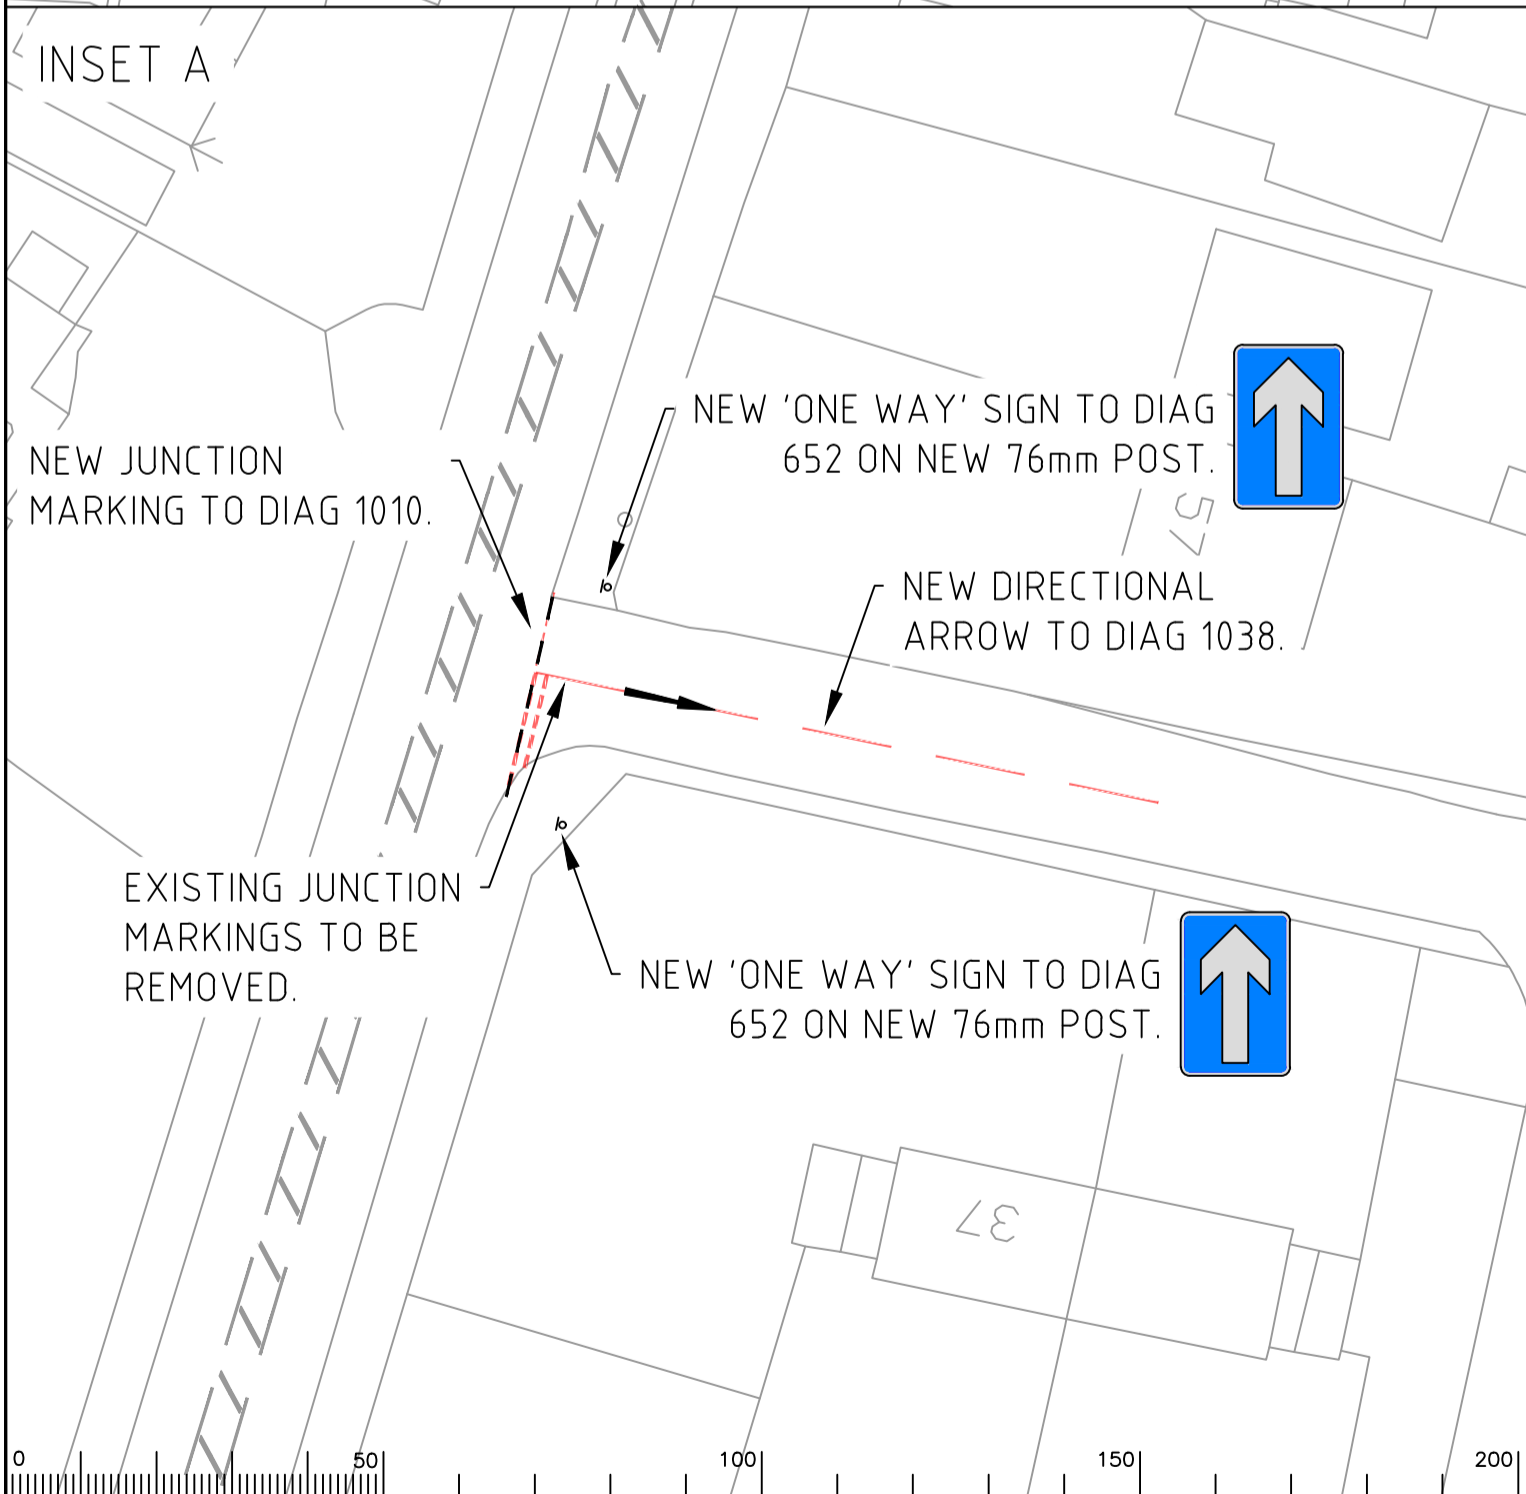 INSET A
NEW 'ONE WAY' SIGN TO DIAG
652 ON NEW 76mm POST.
NEW JUNCTION
MARKING TO DIAG 1010.
57
NEW DIRECTIONAL
ARROW TO DIAG 1038.
EXISTING JUNCTION
MARKINGS TO BE
REMOVED.
NEW 'ONE WAY' SIGN TO DIAG
652 ON NEW 76mm POST.
37
0 50 100 150 200